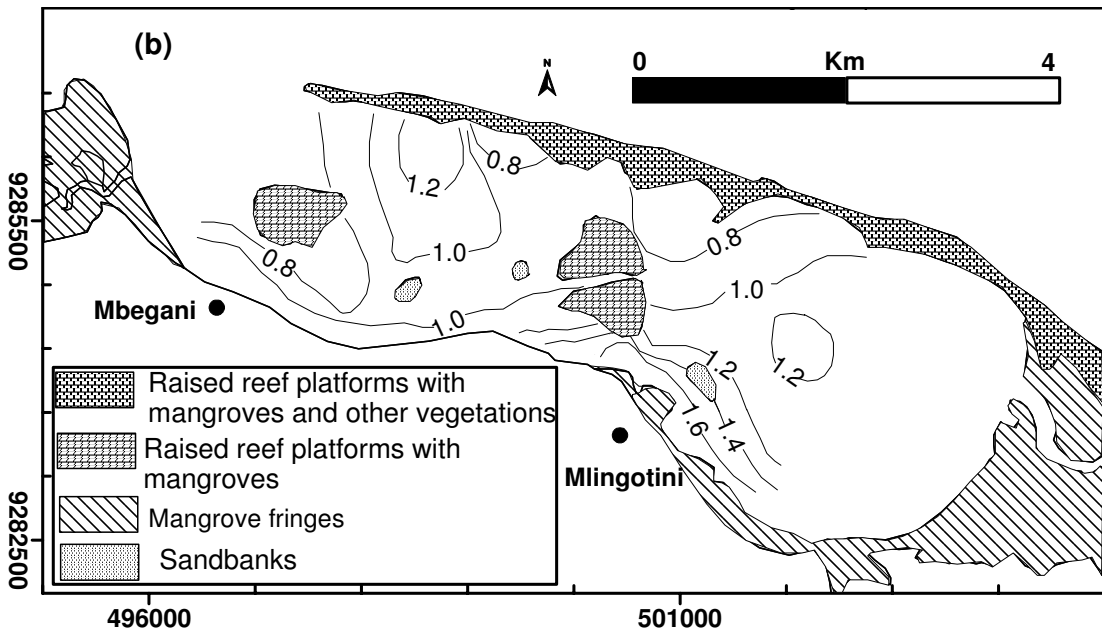 (b)
N
0 Km 4
0.8
1.2
1.0
0.8
0.8
1.0
1.0
1.2
1.2
1.4
1.6
Mbegani
Mlingotini
Raised reef platforms with
mangroves and other vegetations
Raised reef platforms with
mangroves
Mangrove fringes
Sandbanks
9285500
9282500
496000
501000